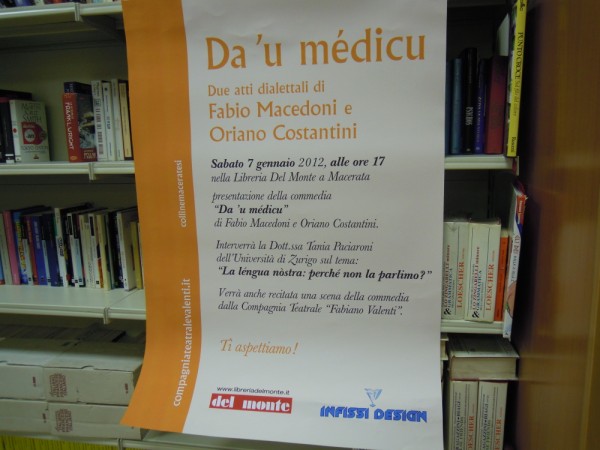 Da 'u médicu
Due atti dialettali di
Fabio Macedoni e
Oriano Costantini
Sabato 7 gennaio 2012, alle ore 17
nella Libreria Del Monte a Macerata
presentazione della commedia
"Da 'u médicu"
di Fabio Macedoni e Oriano Costantini.
Interverrà la Dott.ssa Tania Paciaroni
dell'Università di Zurigo sul tema:
"La léngua nòstra: perché non la parlimo?"
Verrà anche recitata una scena della commedia
dalla Compagnia Teatrale "Fabiano Valenti".
Ti aspettiamo!
www.libreriadelmonte.it
del monte
INFISSI DESIGN
collinemaceratesi
compagniateatralevalenti.it
LOESCHER
LOESCHER